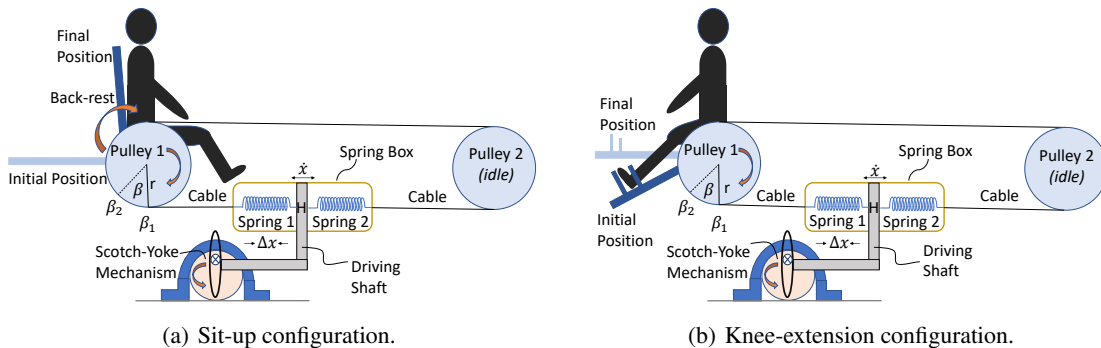 Final
Position
Back-rest
Initial Position
Pulley 1
β r
β₂
β₁
Cable
ẋ
Spring Box
Spring 1
Spring 2
Cable
Pulley 2
(idle)
Δx
Scotch-Yoke
Mechanism
Driving
Shaft
(a) Sit-up configuration.
Final
Position
Initial
Position
Pulley 1
β r
β₂
β₁
Cable
ẋ
Spring Box
Spring 1
Spring 2
Cable
Pulley 2
(idle)
Δx
Scotch-Yoke
Mechanism
Driving
Shaft
(b) Knee-extension configuration.